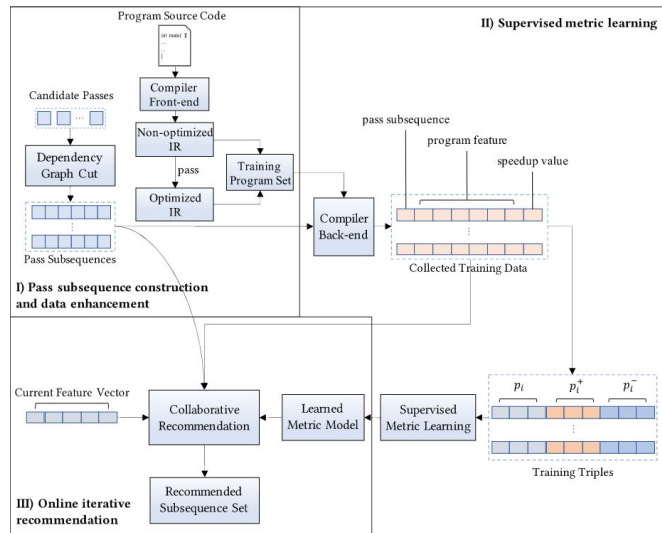 Program Source Code
int main( ){
...
}
Candidate Passes
...
Compiler
Front-end
Non-optimized
IR
pass
Optimized
IR
Dependency
Graph Cut
Training
Program Set
Pass Subsequences
I) Pass subsequence construction
and data enhancement
II) Supervised metric learning
pass subsequence
program feature
speedup value
Compiler
Back-end
Collected Training Data
pᵢ pᵢ⁺ pᵢ⁻
Training Triples
Supervised
Metric Learning
Learned
Metric Model
Current Feature Vector
Collaborative
Recommendation
Recommended
Subsequence Set
III) Online iterative
recommendation